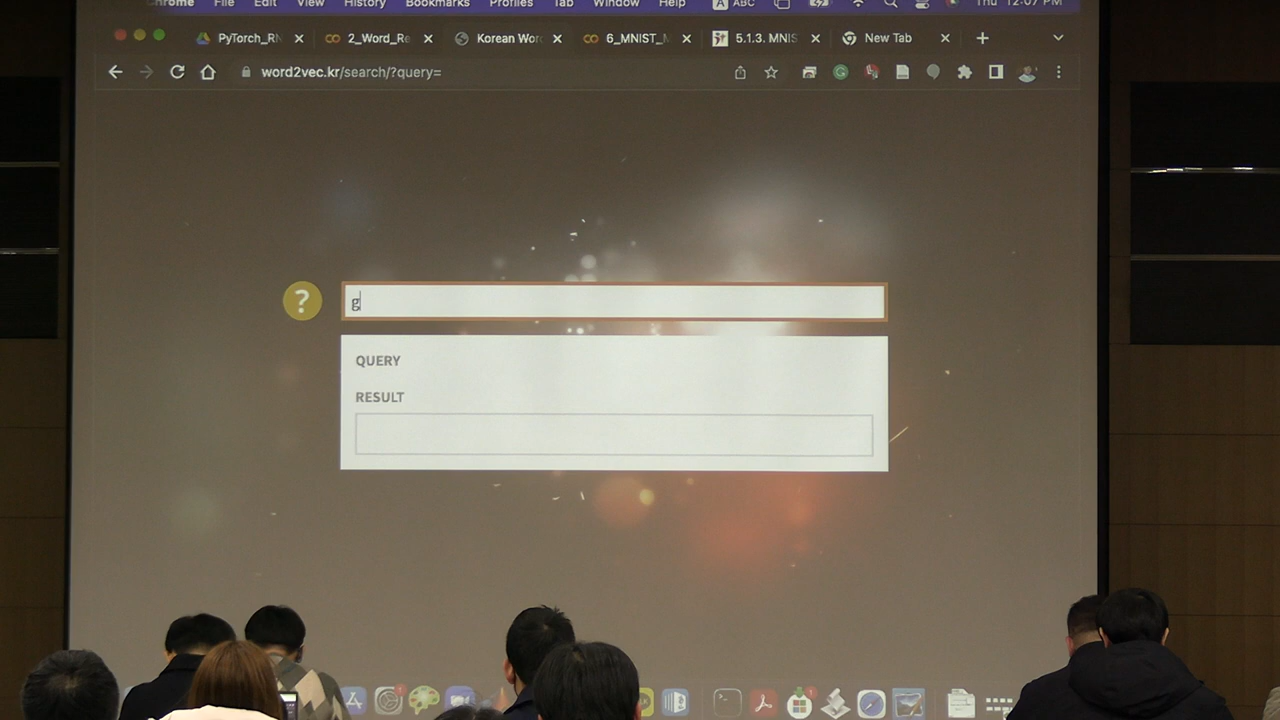 Chrome File Edit View History Bookmarks Profiles Tab Window Help A ABC Thu 12:07 PM
PyTorch_RN 2_Word_Re Korean Wor 6_MNIST_ 5.1.3. MNIS New Tab
word2vec.kr/search/?query=
?
g
QUERY
RESULT